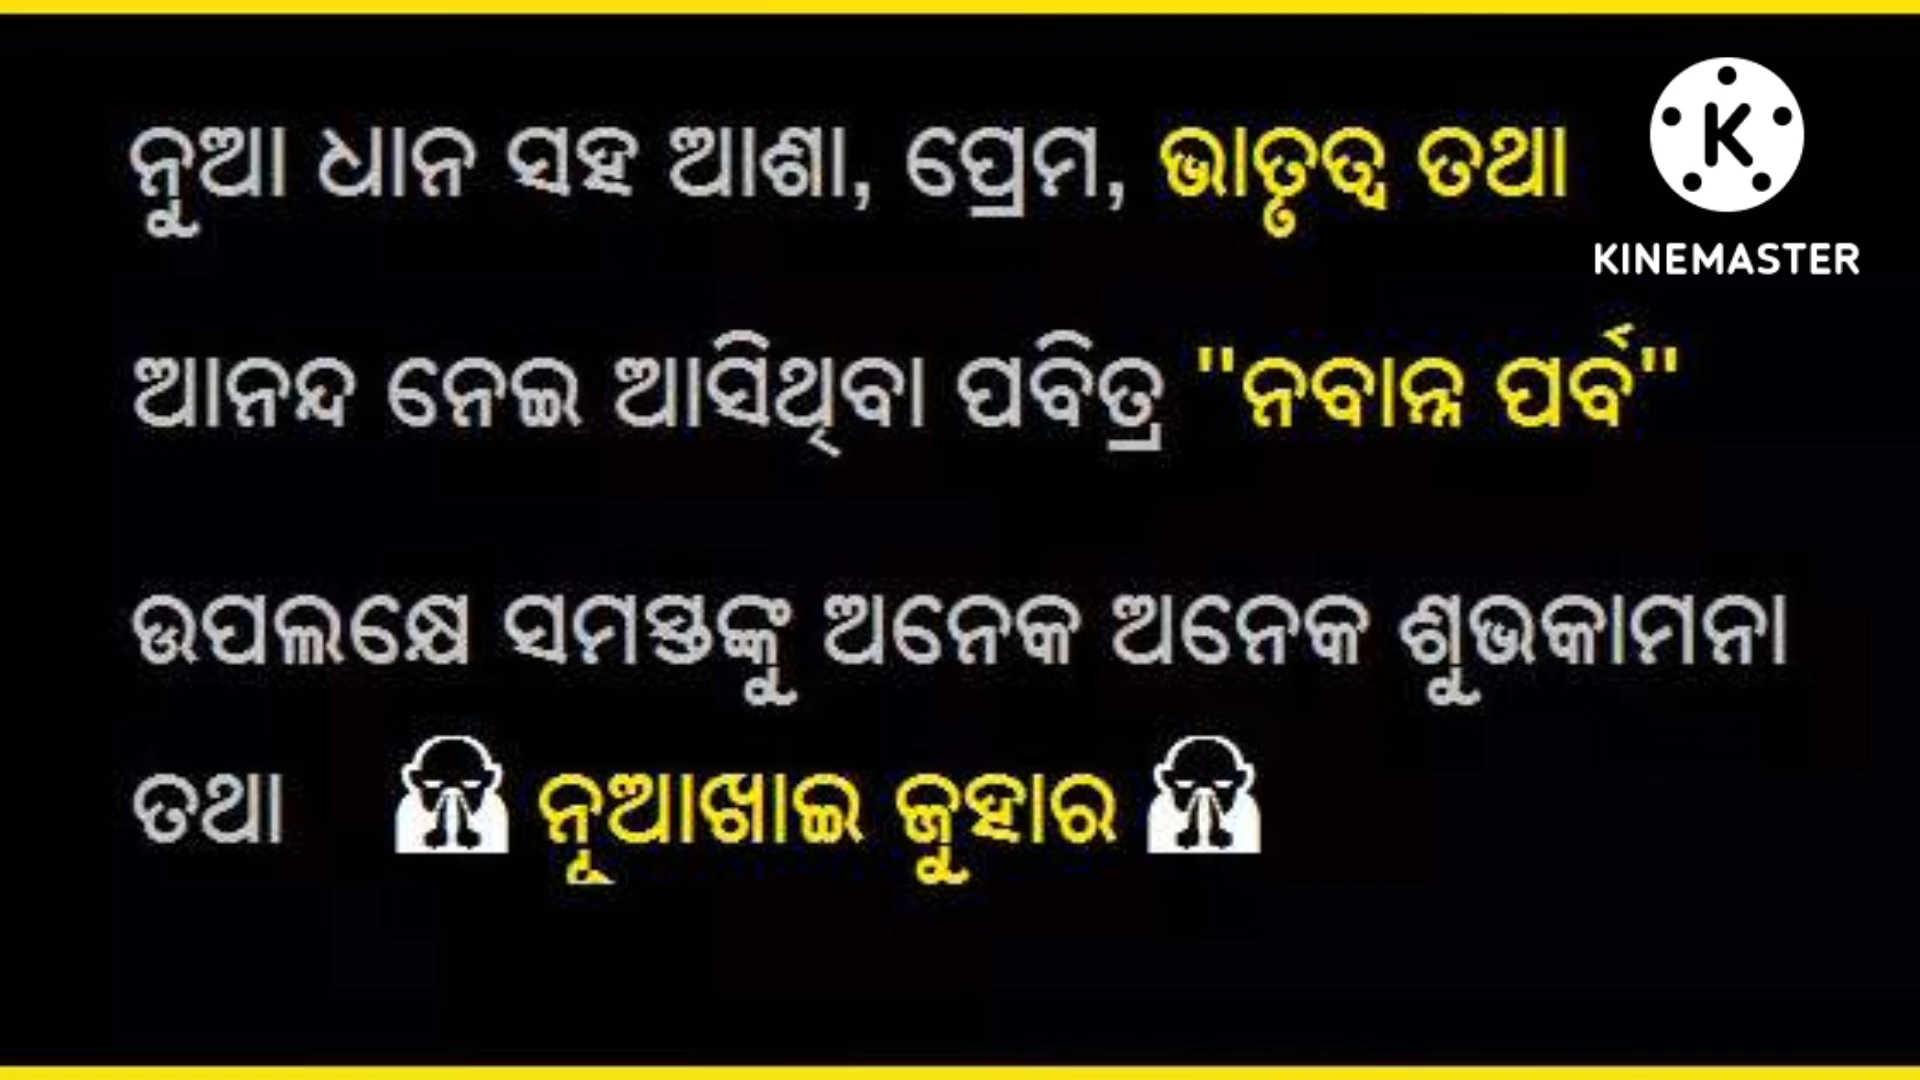 ନୁଆ ଧାନ ସହ ଆଶା, ପ୍ରେମ, ଭାତୃତ୍ୱ ତଥା
KINEMASTER
ଆନନ୍ଦ ନେଇ ଆସିଥିବା ପବିତ୍ର "ନବାନ୍ନ ପର୍ବ"
ଉପଲକ୍ଷେ ସମସ୍ତଙ୍କୁ ଅନେକ ଅନେକ ଶୁଭକାମନା
ତଥା ନୂଆଖାଇ ଜୁହାର